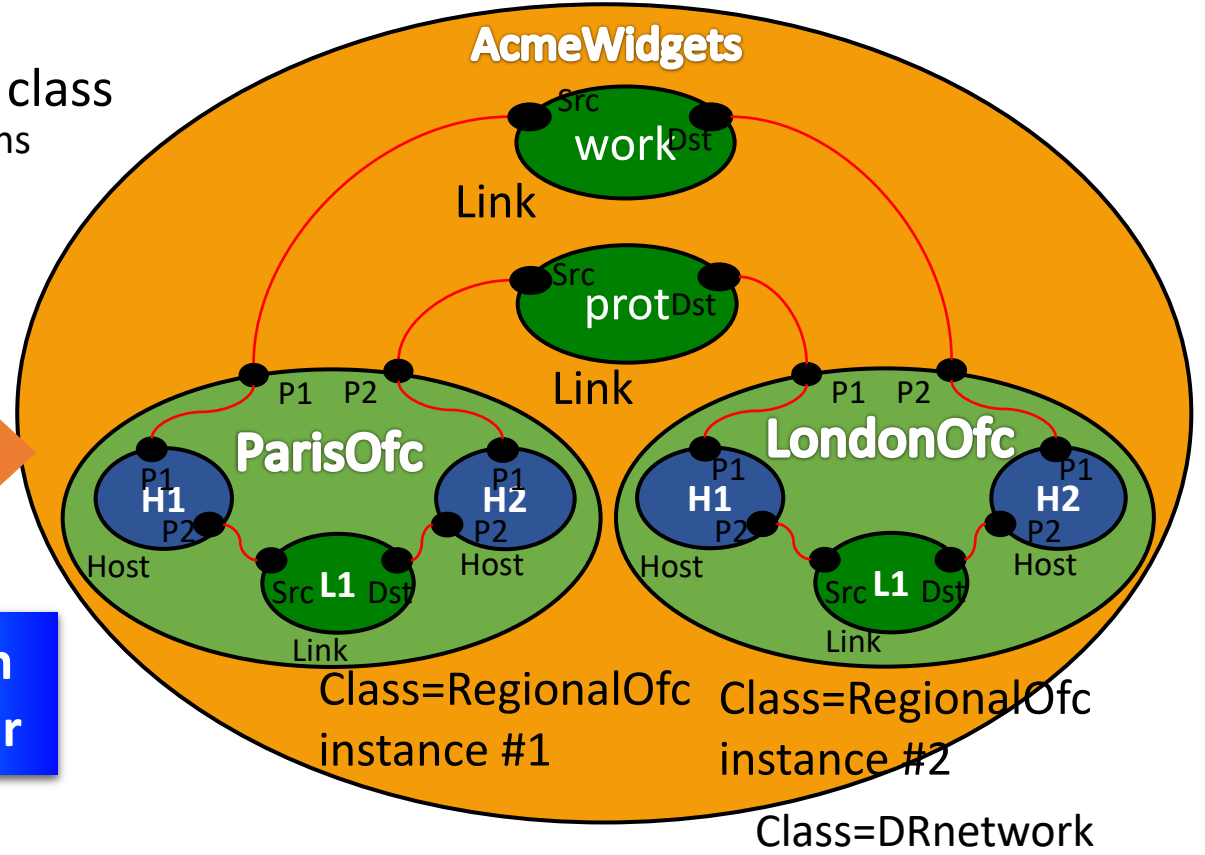 AcmeWidgets
class
ns
Src
work
Dst
Link
Src
prot
Dst
Link
P1 P2
P1 P2
ParisOfc
LondonOfc
P1
H1
P2
Host
P1
H2
P2
Host
Src L1 Dst
Link
P1
H1
P2
Host
P1
H2
P2
Host
Src L1 Dst
Link
n
r
Class=RegionalOfc
instance #1
Class=RegionalOfc
instance #2
Class=DRnetwork